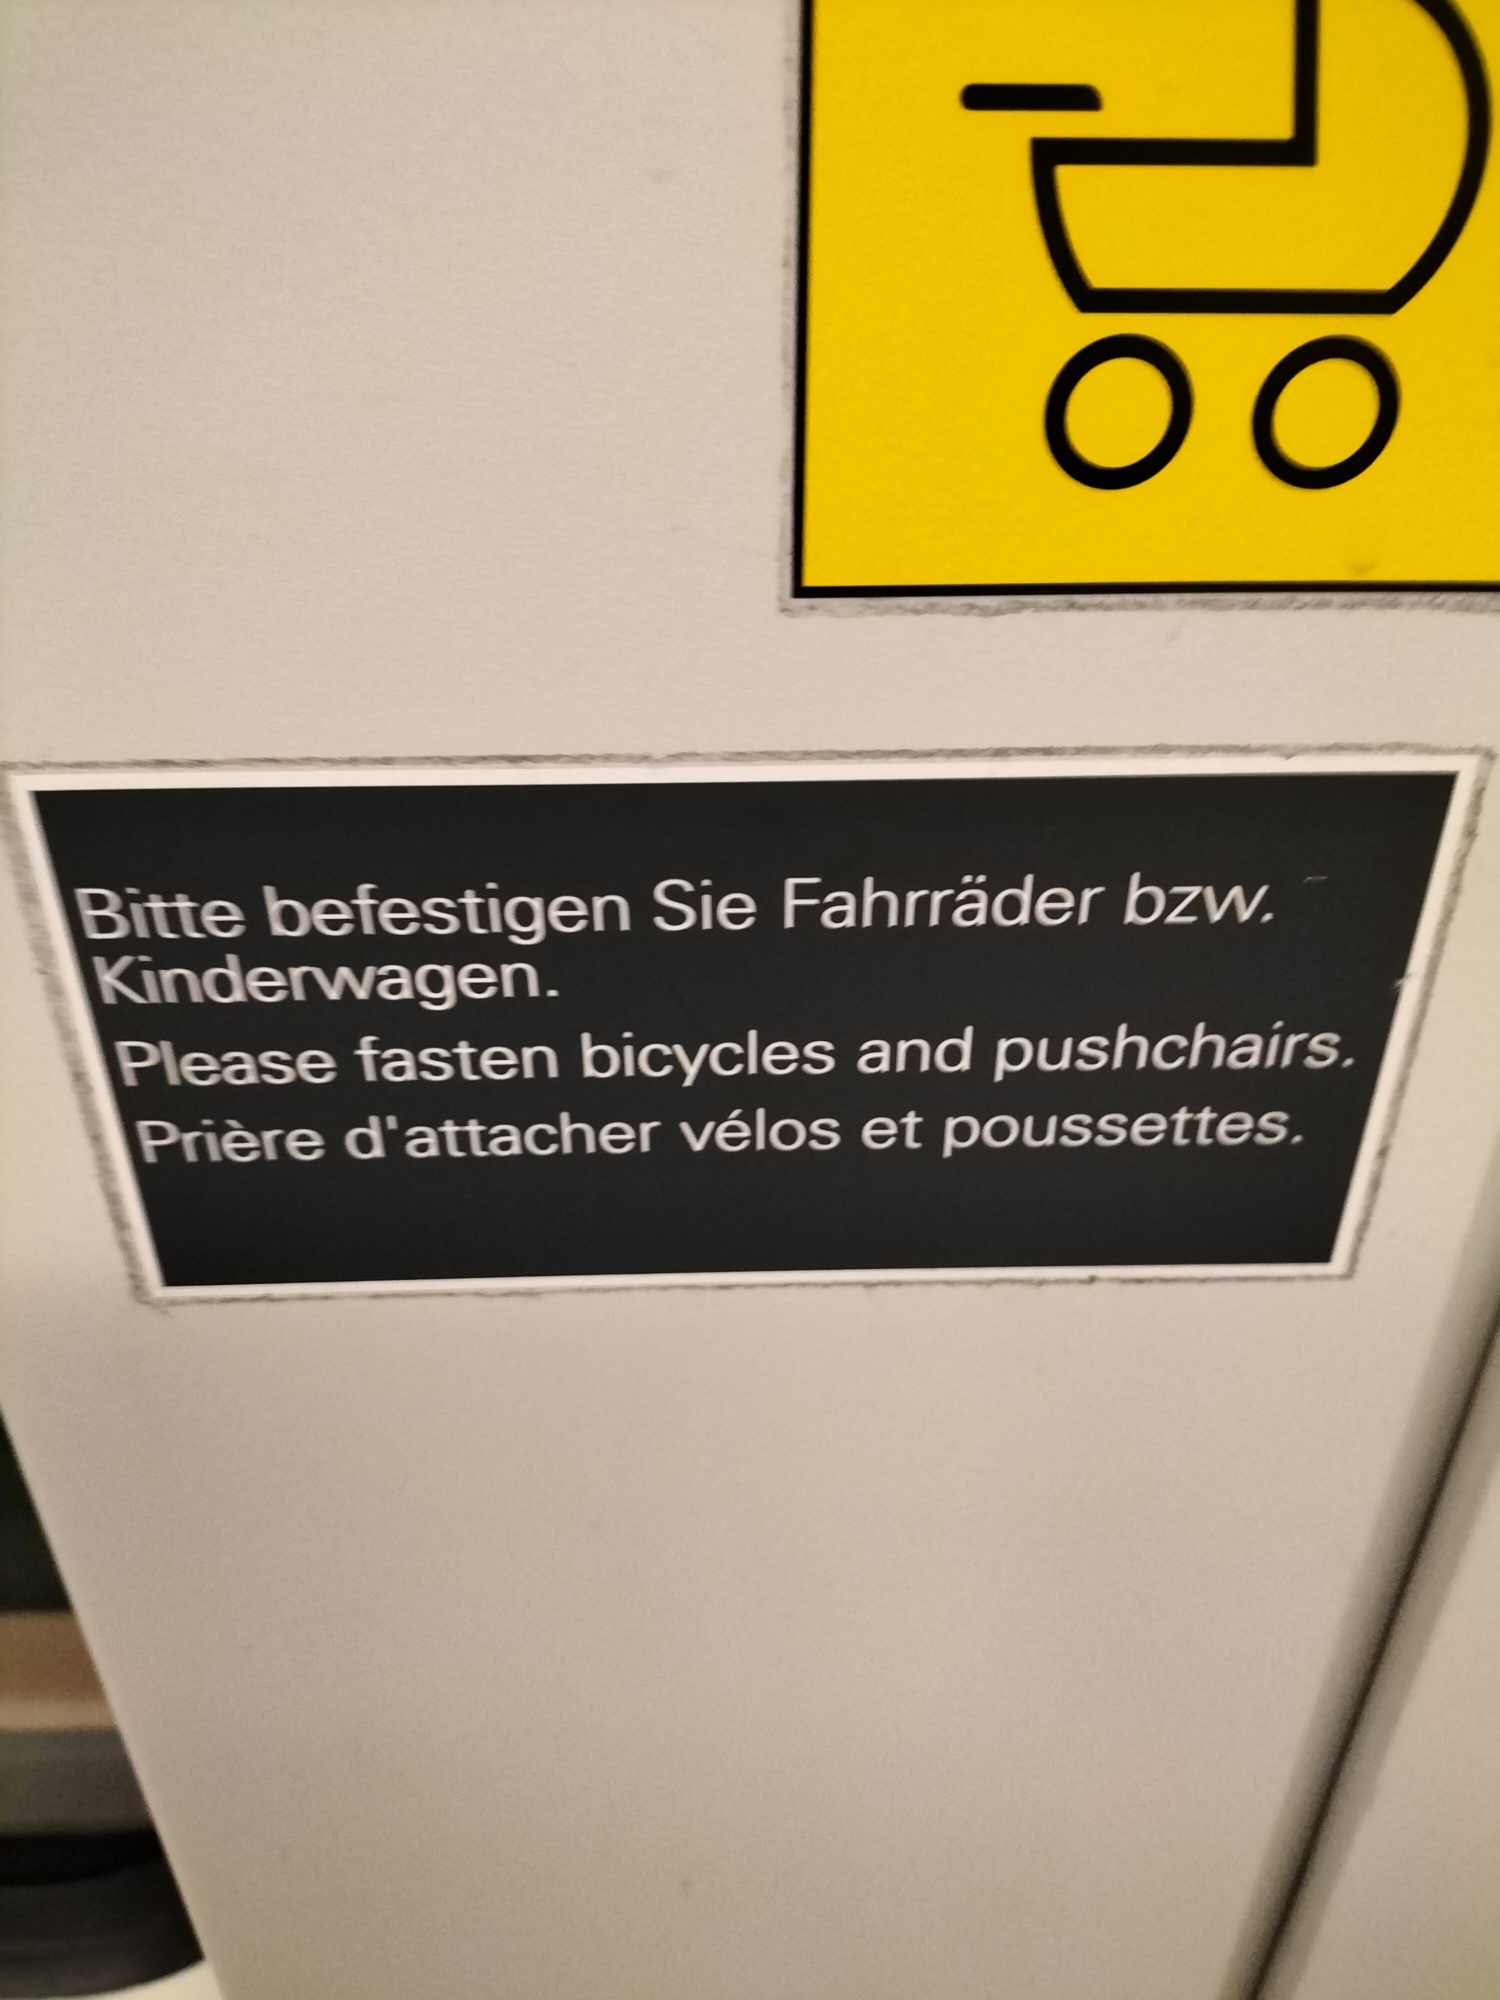 Bitte befestigen Sie Fahrräder bzw.
Kinderwagen.
Please fasten bicycles and pushchairs.
Prière d'attacher vélos et poussettes.